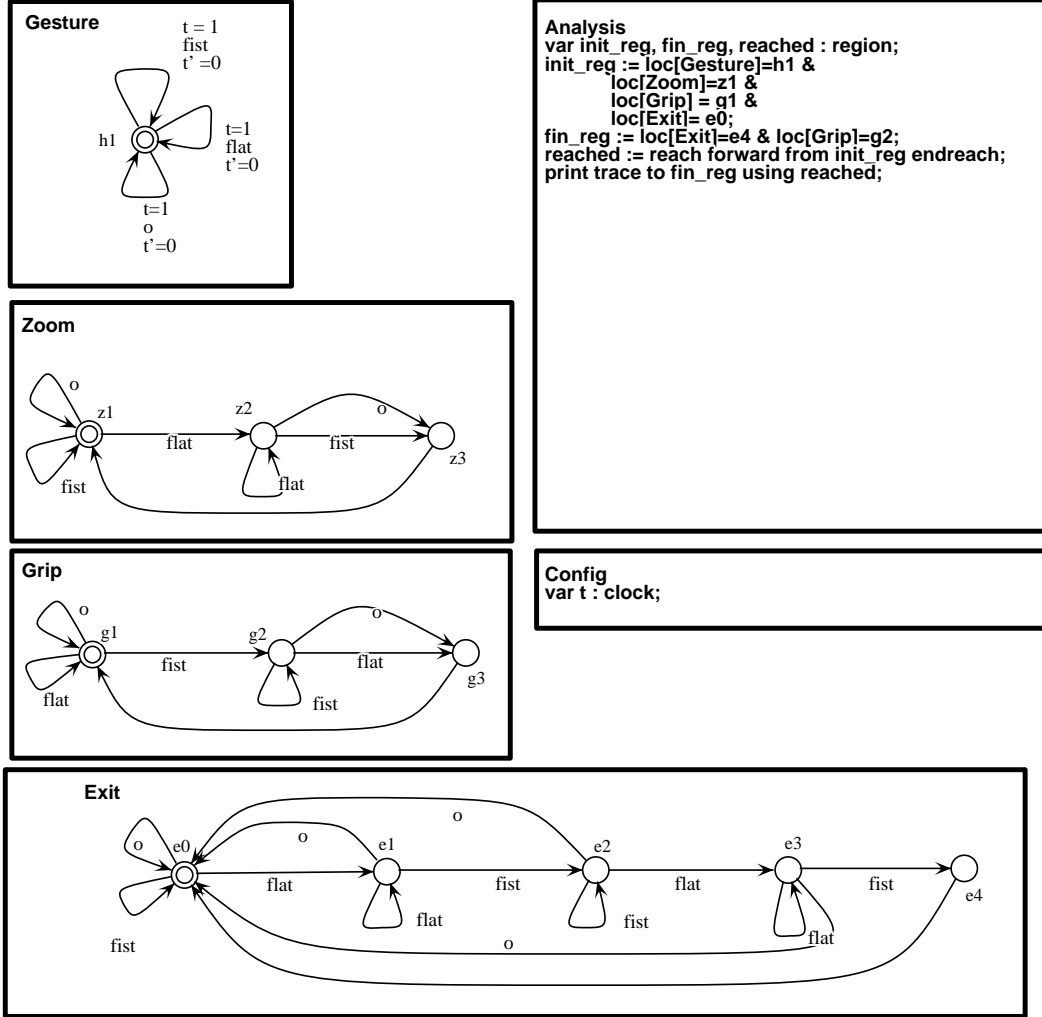 Gesture
t = 1
fist
t' =0
h1
t=1
flat
t'=0
t=1
o
t'=0
Analysis
var init_reg, fin_reg, reached : region;
init_reg := loc[Gesture]=h1 &
loc[Zoom]=z1 &
loc[Grip] = g1 &
loc[Exit]= e0;
fin_reg := loc[Exit]=e4 & loc[Grip]=g2;
reached := reach forward from init_reg endreach;
print trace to fin_reg using reached;
Zoom
o
z1
z2
o
flat
fist
z3
fist
flat
Grip
o
g1
g2
o
fist
flat
g3
flat
fist
Config
var t : clock;
Exit
o
e0
o
e1
o
e2
e3
flat
fist
flat
fist
e4
fist
flat
fist
flat
o